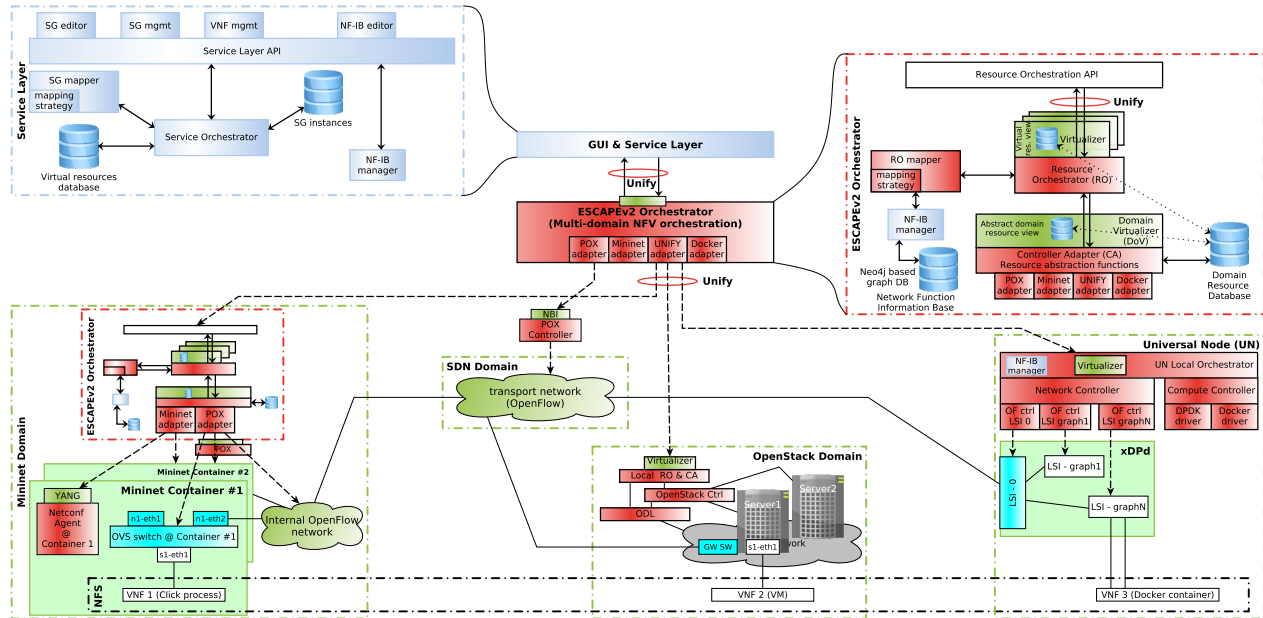 SG editor
SG mgmt
VNF mgmt
NF-IB editor
Service Layer API
Service Layer
SG mapper
mapping
strategy
Service Orchestrator
SG instances
Virtual resources
database
NF-IB
manager
GUI & Service Layer
Unify
ESCAPEv2 Orchestrator
(Multi-domain NFV orchestration)
POX
adapter
Mininet
adapter
UNIFY
adapter
Docker
adapter
Unify
ESCAPEv2 Orchestrator
Resource Orchestration API
Unify
Virtual
res. view
Virtualizer
RO mapper
mapping
strategy
Resource
Orchestrator (RO)
NF-IB
manager
Neo4j based
graph DB
Network Function
Information Base
Abstract domain
resource view
Domain
Virtualizer
(DoV)
Controller Adapter (CA)
Resource abstraction functions
POX
adapter
Mininet
adapter
UNIFY
adapter
Docker
adapter
Domain
Resource
Database
Mininet Domain
ESCAPEv2 Orchestrator
Mininet
adapter
POX
adapter
POX
Mininet Container #2
Mininet Container #1
YANG
Netconf
Agent
@
Container 1
n1-eth1
n1-eth2
OVS switch @ Container #1
s1-eth1
Internal OpenFlow
network
NBI
POX
Controller
SDN Domain
transport network
(OpenFlow)
OpenStack Domain
Virtualizer
Local RO & CA
OpenStack Ctrl
ODL
Server1
Server2
GW SW
s1-eth1
Universal Node (UN)
NF-IB
manager
Virtualizer
UN Local Orchestrator
Network Controller
Compute Controller
OF ctrl
LSI 0
OF ctrl
LSI graph1
OF ctrl
LSI graphN
DPDK
driver
Docker
driver
xDPd
LSI - 0
LSI - graph1
LSI - graphN
NFS
VNF 1 (Click process)
VNF 2 (VM)
VNF 3 (Docker container)